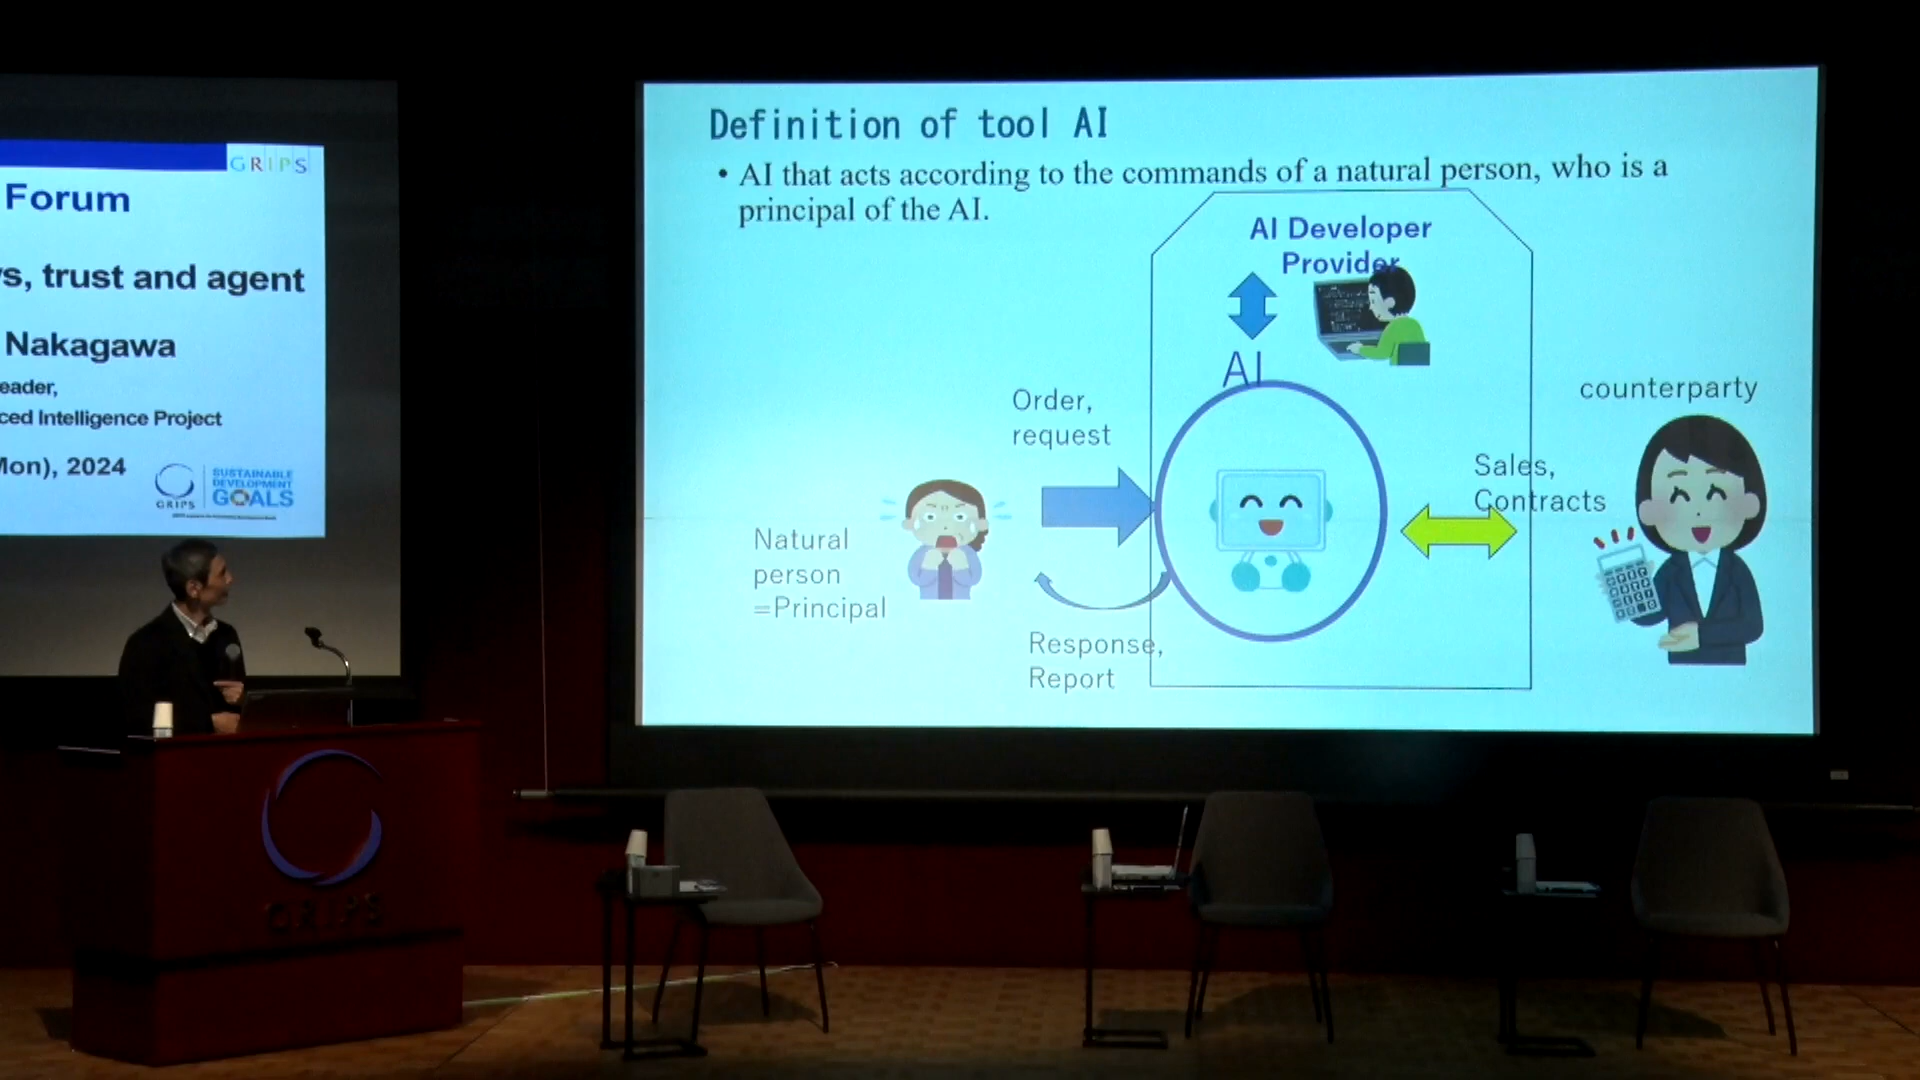 GRIPS
Forum
s, trust and agent
Nakagawa
eader,
ced Intelligence Project
Mon), 2024
GRIPS
SUSTAINABLE
DEVELOPMENT
GOALS
Definition of tool AI
• AI that acts according to the commands of a natural person, who is a
principal of the AI.
AI Developer
Provider
AI
Order,
request
counterparty
Sales,
Contracts
Natural
person
=Principal
Response,
Report
GRIPS